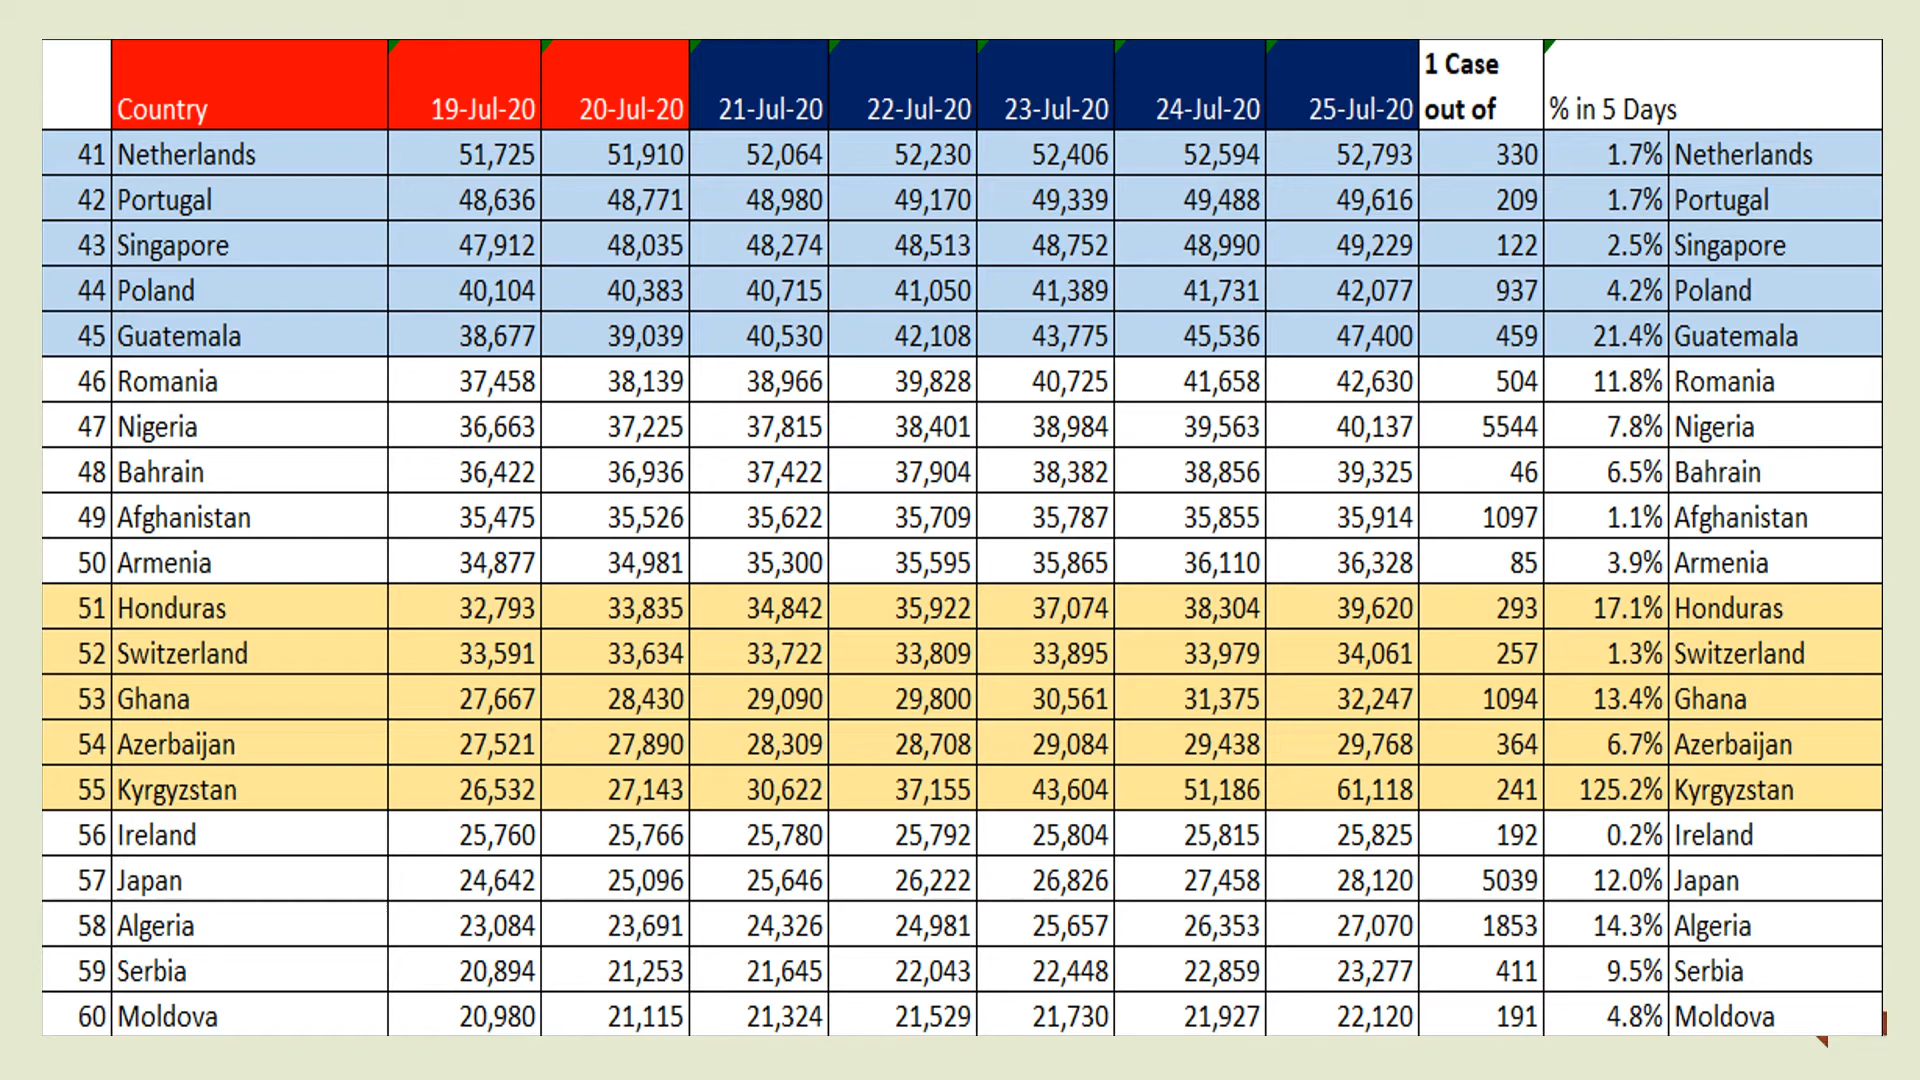 1 Case
Country 19-Jul-20 20-Jul-20 21-Jul-20 22-Jul-20 23-Jul-20 24-Jul-20 25-Jul-20 out of % in 5 Days
41 Netherlands 51,725 51,910 52,064 52,230 52,406 52,594 52,793 330 1.7% Netherlands
42 Portugal 48,636 48,771 48,980 49,170 49,339 49,488 49,616 209 1.7% Portugal
43 Singapore 47,912 48,035 48,274 48,513 48,752 48,990 49,229 122 2.5% Singapore
44 Poland 40,104 40,383 40,715 41,050 41,389 41,731 42,077 937 4.2% Poland
45 Guatemala 38,677 39,039 40,530 42,108 43,775 45,536 47,400 459 21.4% Guatemala
46 Romania 37,458 38,139 38,966 39,828 40,725 41,658 42,630 504 11.8% Romania
47 Nigeria 36,663 37,225 37,815 38,401 38,984 39,563 40,137 5544 7.8% Nigeria
48 Bahrain 36,422 36,936 37,422 37,904 38,382 38,856 39,325 46 6.5% Bahrain
49 Afghanistan 35,475 35,526 35,622 35,709 35,787 35,855 35,914 1097 1.1% Afghanistan
50 Armenia 34,877 34,981 35,300 35,595 35,865 36,110 36,328 85 3.9% Armenia
51 Honduras 32,793 33,835 34,842 35,922 37,074 38,304 39,620 293 17.1% Honduras
52 Switzerland 33,591 33,634 33,722 33,809 33,895 33,979 34,061 257 1.3% Switzerland
53 Ghana 27,667 28,430 29,090 29,800 30,561 31,375 32,247 1094 13.4% Ghana
54 Azerbaijan 27,521 27,890 28,309 28,708 29,084 29,438 29,768 364 6.7% Azerbaijan
55 Kyrgyzstan 26,532 27,143 30,622 37,155 43,604 51,186 61,118 241 125.2% Kyrgyzstan
56 Ireland 25,760 25,766 25,780 25,792 25,804 25,815 25,825 192 0.2% Ireland
57 Japan 24,642 25,096 25,646 26,222 26,826 27,458 28,120 5039 12.0% Japan
58 Algeria 23,084 23,691 24,326 24,981 25,657 26,353 27,070 1853 14.3% Algeria
59 Serbia 20,894 21,253 21,645 22,043 22,448 22,859 23,277 411 9.5% Serbia
60 Moldova 20,980 21,115 21,324 21,529 21,730 21,927 22,120 191 4.8% Moldova